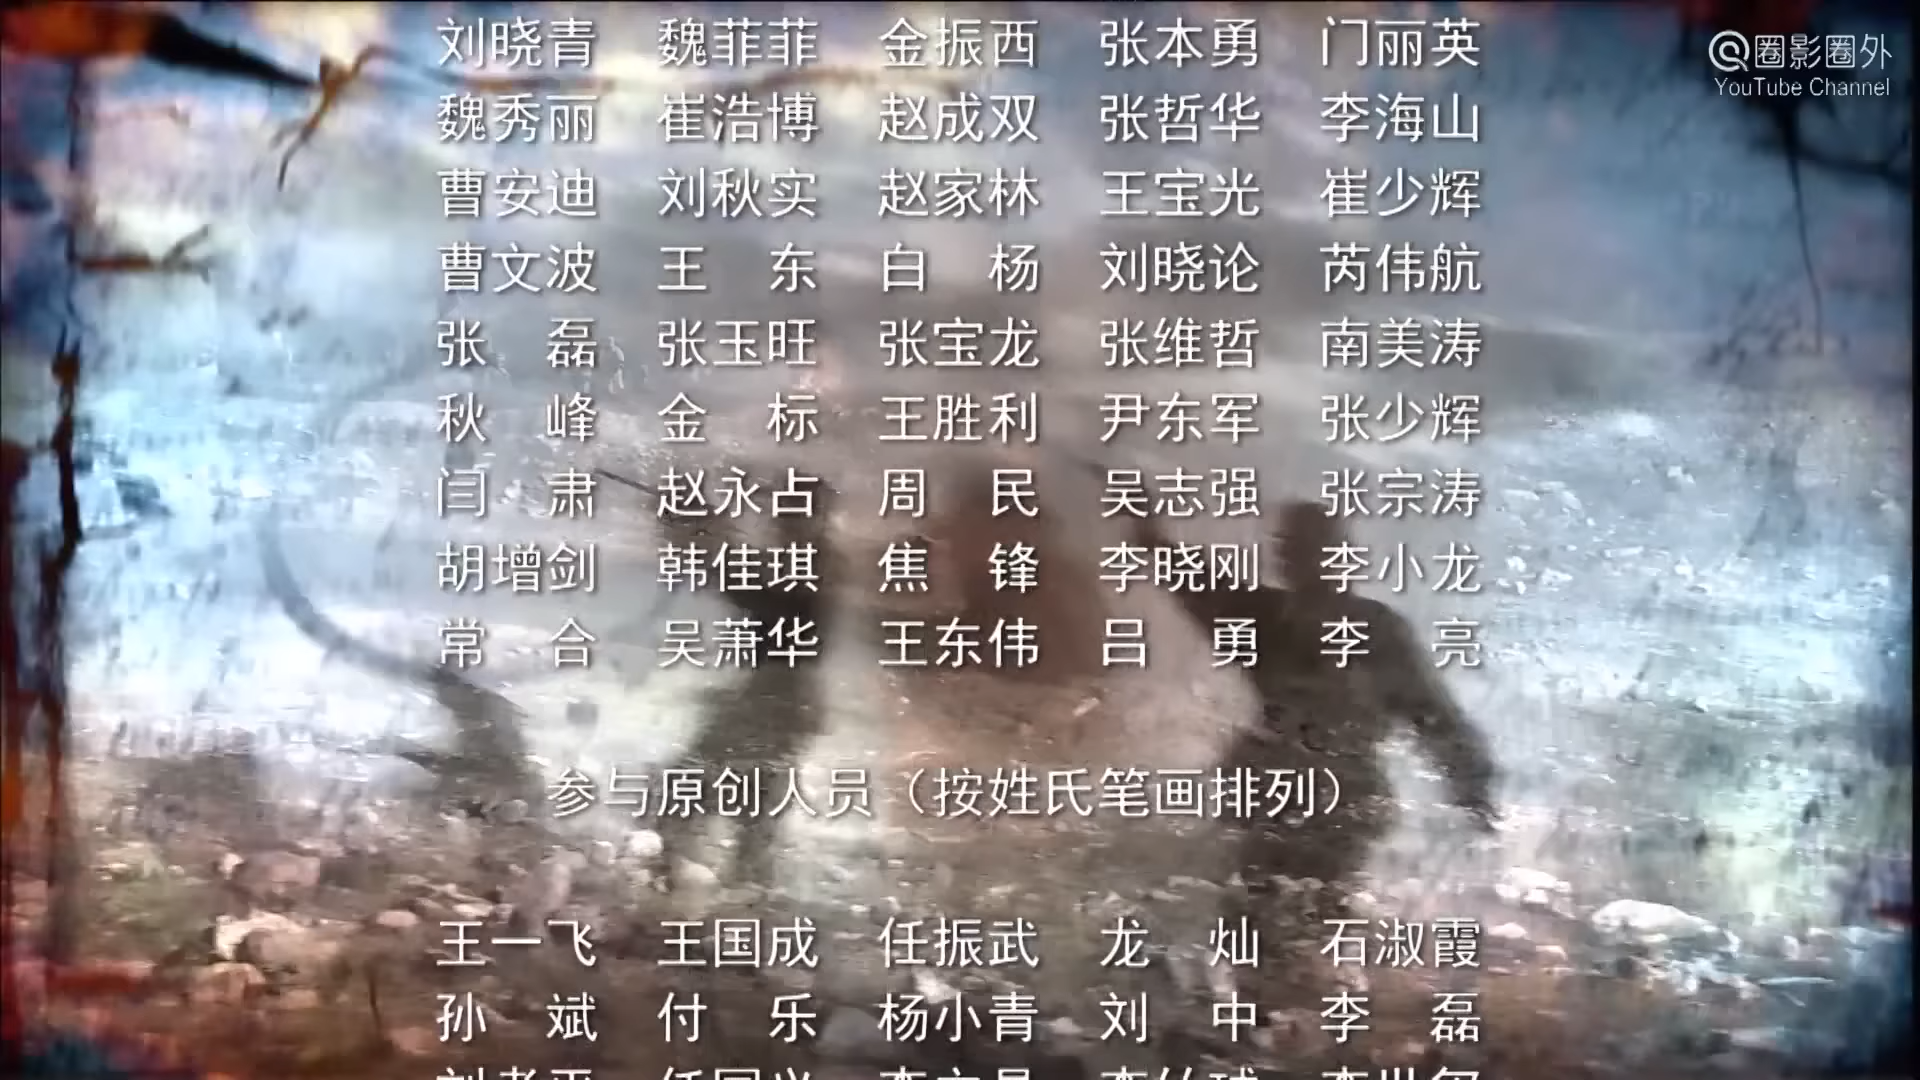 刘晓青 魏菲菲 金振西 张本勇 门丽英
圈影圈外
YouTube Channel
魏秀丽 崔浩博 赵成双 张哲华 李海山
曹安迪 刘秋实 赵家林 王宝光 崔少辉
曹文波 王 东 白 杨 刘晓论 芮伟航
张 磊 张玉旺 张宝龙 张维哲 南美涛
秋 峰 金 标 王胜利 尹东军 张少辉
闫 肃 赵永占 周 民 吴志强 张宗涛
胡增剑 韩佳琪 焦 锋 李晓刚 李小龙
常 合 吴萧华 王东伟 吕 勇 李 亮
参与原创人员（按姓氏笔画排列）
王一飞 王国成 任振武 龙 灿 石淑霞
孙 斌 付 乐 杨小青 刘 中 李 磊